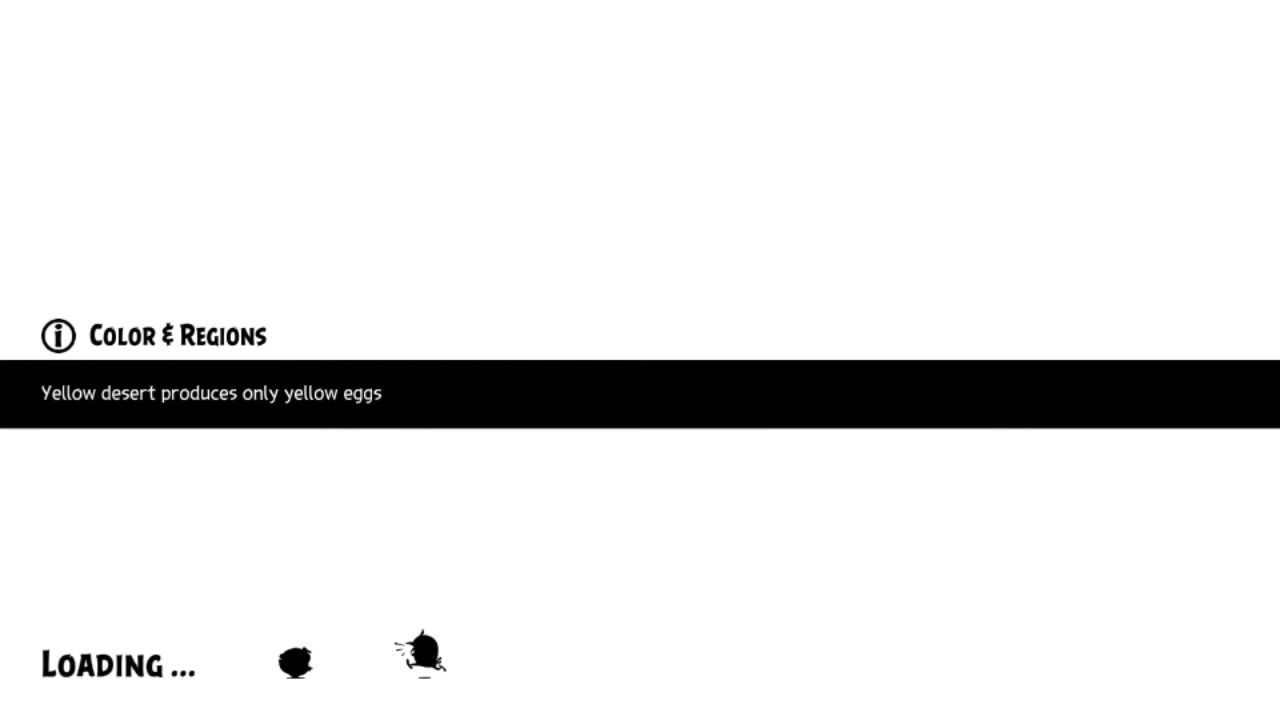 Color & Regions
Yellow desert produces only yellow eggs
Loading ...